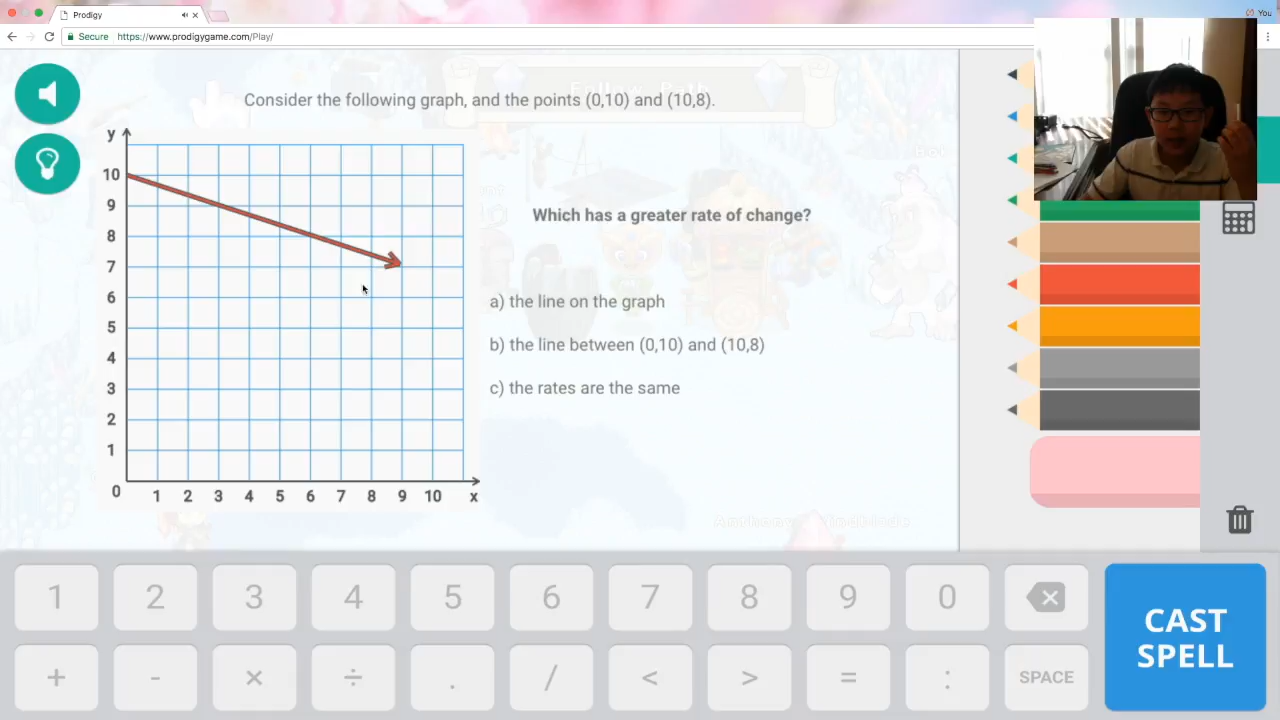 Prodigy
You
Secure https://www.prodigygame.com/Play/
Follow Path
Consider the following graph, and the points (0,10) and (10,8).
y
10
9
8
7
6
5
4
3
2
1
0
1 2 3 4 5 6 7 8 9 10 x
Which has a greater rate of change?
a) the line on the graph
b) the line between (0,10) and (10,8)
c) the rates are the same
1 2 3 4 5 6 7 8 9 0
+ - × ÷ . / < > = : SPACE
CAST
SPELL